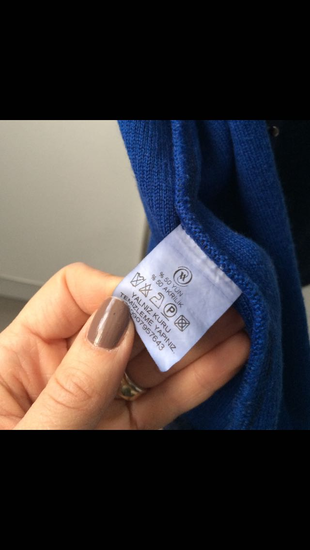 W
% 50 YÜN
% 50 AKRİLİK
P
YALNIZ KURU
TEMİZLEME YAPINIZ